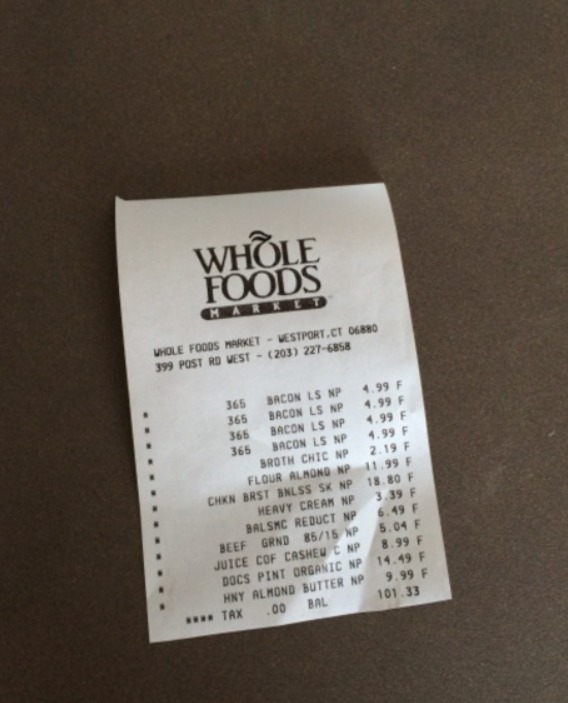 WHOLE
FOODS
MARKET
WHOLE FOODS MARKET - WESTPORT,CT 06880
399 POST RD WEST - (203) 227-6858
365 BACON LS NP 4.99 F
365 BACON LS NP 4.99 F
365 BACON LS NP 4.99 F
365 BACON LS NP 4.99 F
BROTH CHIC NP 2.19 F
FLOUR ALMOND NP 11.99 F
CHKN BRST BNLSS SK NP 18.80 F
HEAVY CREAM NP 3.39 F
BALSMC REDUCT NP 6.49 F
BEEF GRND 85/15 NP 5.04 F
JUICE COF CASHEW C NP 8.99 F
DOCS PINT ORGANIC NP 14.49 F
HNY ALMOND BUTTER NP 9.99 F
**** TAX .00 BAL 101.33